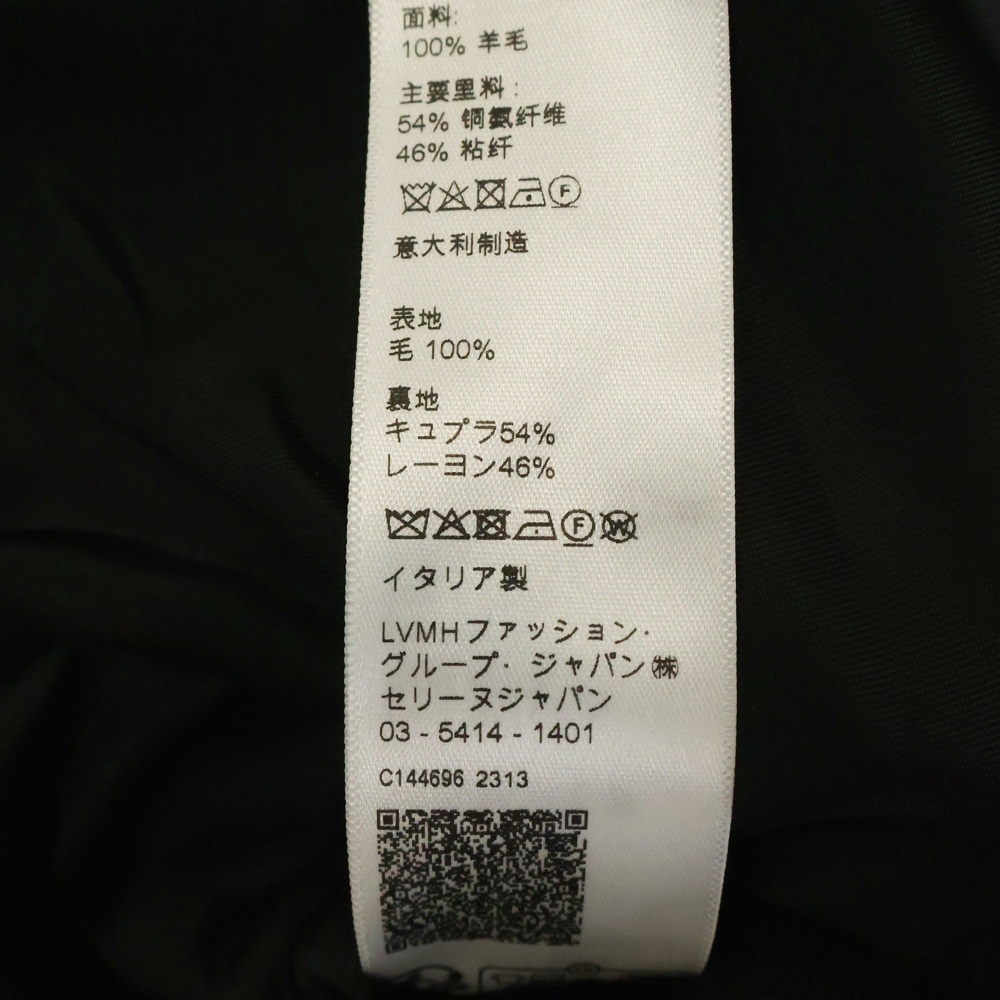 面料:
100% 羊毛
主要里料:
54% 铜氨纤维
46% 粘纤
F
意大利制造
表地
毛 100%
裏地
キュプラ54%
レーヨン46%
F W
イタリア製
LVMHファッション·
グループ· ジャパン㈱
セリーヌジャパン
03 - 5414 - 1401
C144696 2313